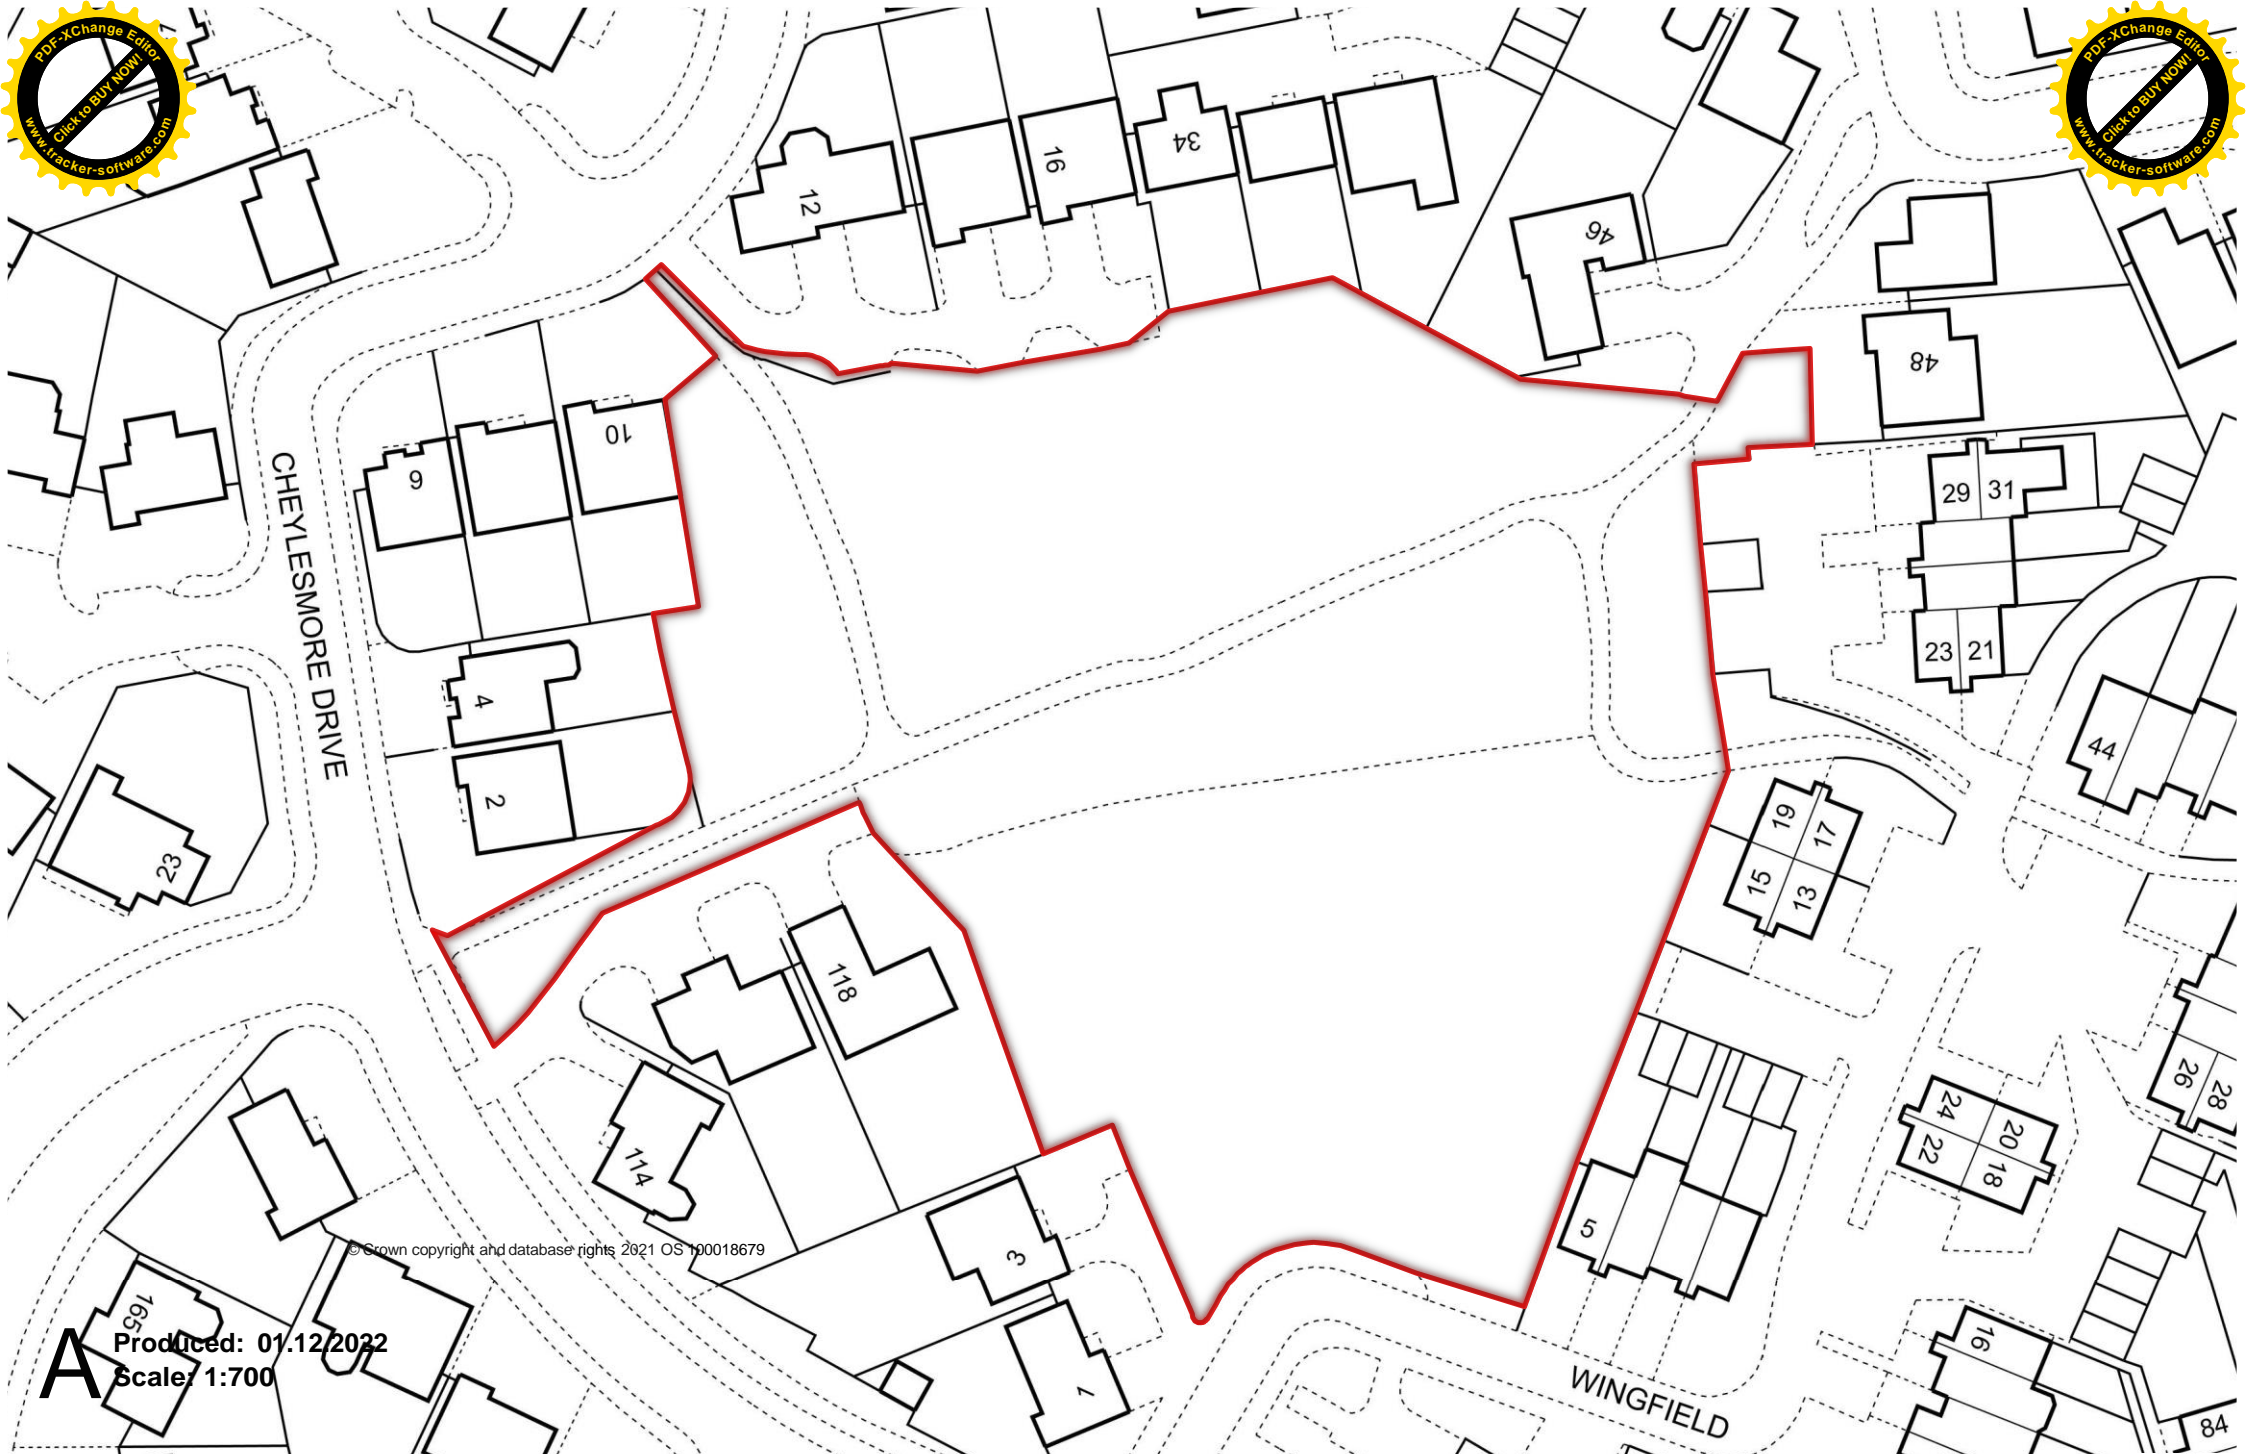 PDF-XChange Editor
Click to BUY NOW!
www.tracker-software.com
PDF-XChange Editor
Click to BUY NOW!
www.tracker-software.com
12
16
34
46
48
10
9
4
2
CHEYLESMORE DRIVE
23
29 31
23 21
44
19
17
15
13
118
114
3
5
24
20
22
18
26
28
16
84
165
© Crown copyright and database rights 2021 OS 100018679
A
Produced: 01.12.2022
Scale: 1:700
WINGFIELD